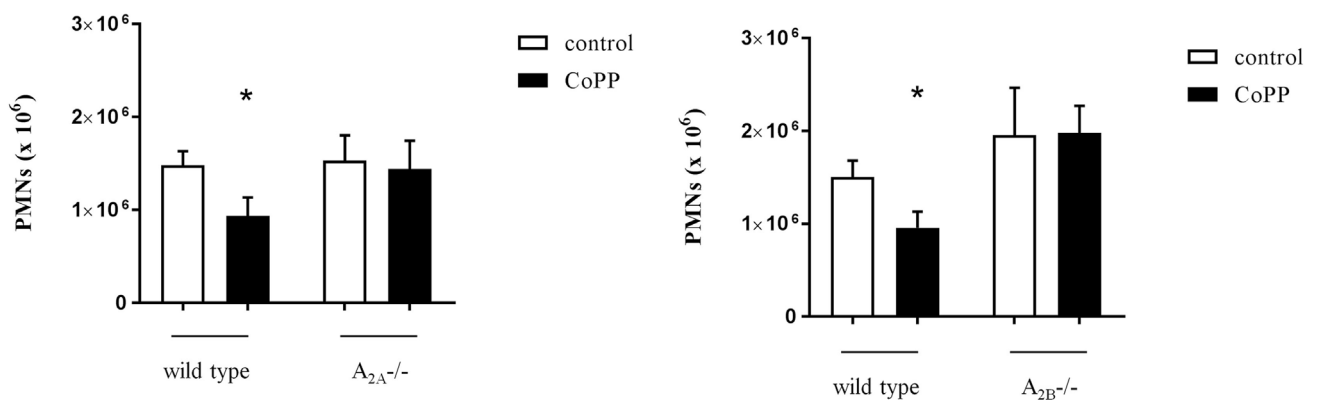 PMNs (x 10⁶)
3×10⁶
2×10⁶
1×10⁶
0
*
control
CoPP
wild type
A₂A-/-
PMNs (x 10⁶)
3×10⁶
2×10⁶
1×10⁶
0
*
control
CoPP
wild type
A₂B-/-